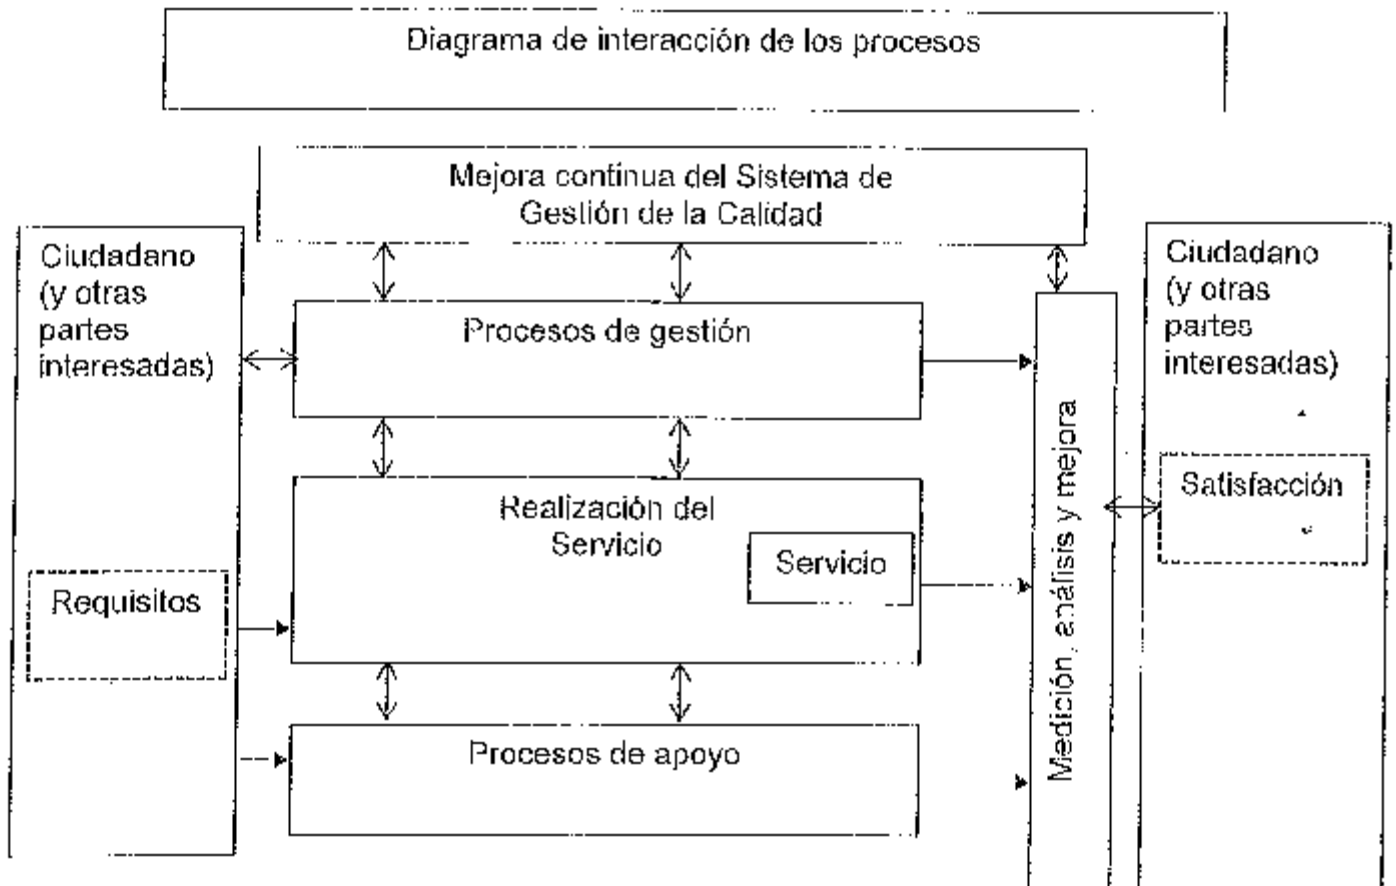 Diagrama de interacción de los procesos
Mejora continua del Sistema de
Gestión de la Calidad
Ciudadano
(y otras
partes
interesadas)
Requisitos
Procesos de gestión
Realización del
Servicio
Servicio
Procesos de apoyo
Medición, análisis y mejora
Ciudadano
(y otras
partes
interesadas)
Satisfacción